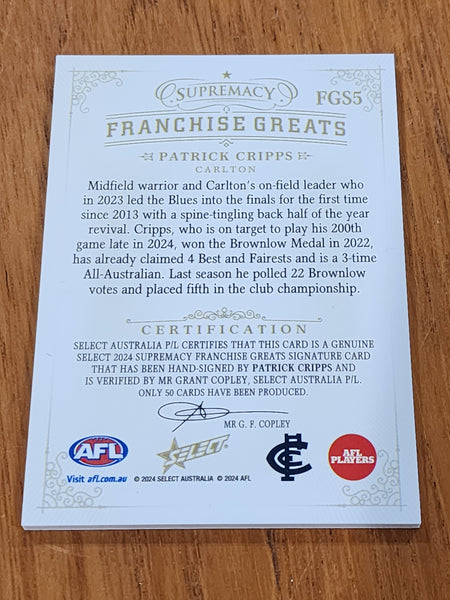 SUPREMACY
FGS5
FRANCHISE GREATS
PATRICK CRIPPS
CARLTON
Midfield warrior and Carlton's on-field leader who
in 2023 led the Blues into the finals for the first time
since 2013 with a spine-tingling back half of the year
revival. Cripps, who is on target to play his 200th
game late in 2024, won the Brownlow Medal in 2022,
has already claimed 4 Best and Fairests and is a 3-time
All-Australian. Last season he polled 22 Brownlow
votes and placed fifth in the club championship.
CERTIFICATION
SELECT AUSTRALIA P/L CERTIFIES THAT THIS CARD IS A GENUINE
SELECT 2024 SUPREMACY FRANCHISE GREATS SIGNATURE CARD
THAT HAS BEEN HAND-SIGNED BY PATRICK CRIPPS AND
IS VERIFIED BY MR GRANT COPLEY, SELECT AUSTRALIA P/L.
ONLY 50 CARDS HAVE BEEN PRODUCED.
MR G. F. COPLEY
AFL
SELECT
CFC
AFL
PLAYERS
Visit afl.com.au
© 2024 SELECT AUSTRALIA © 2024 AFL